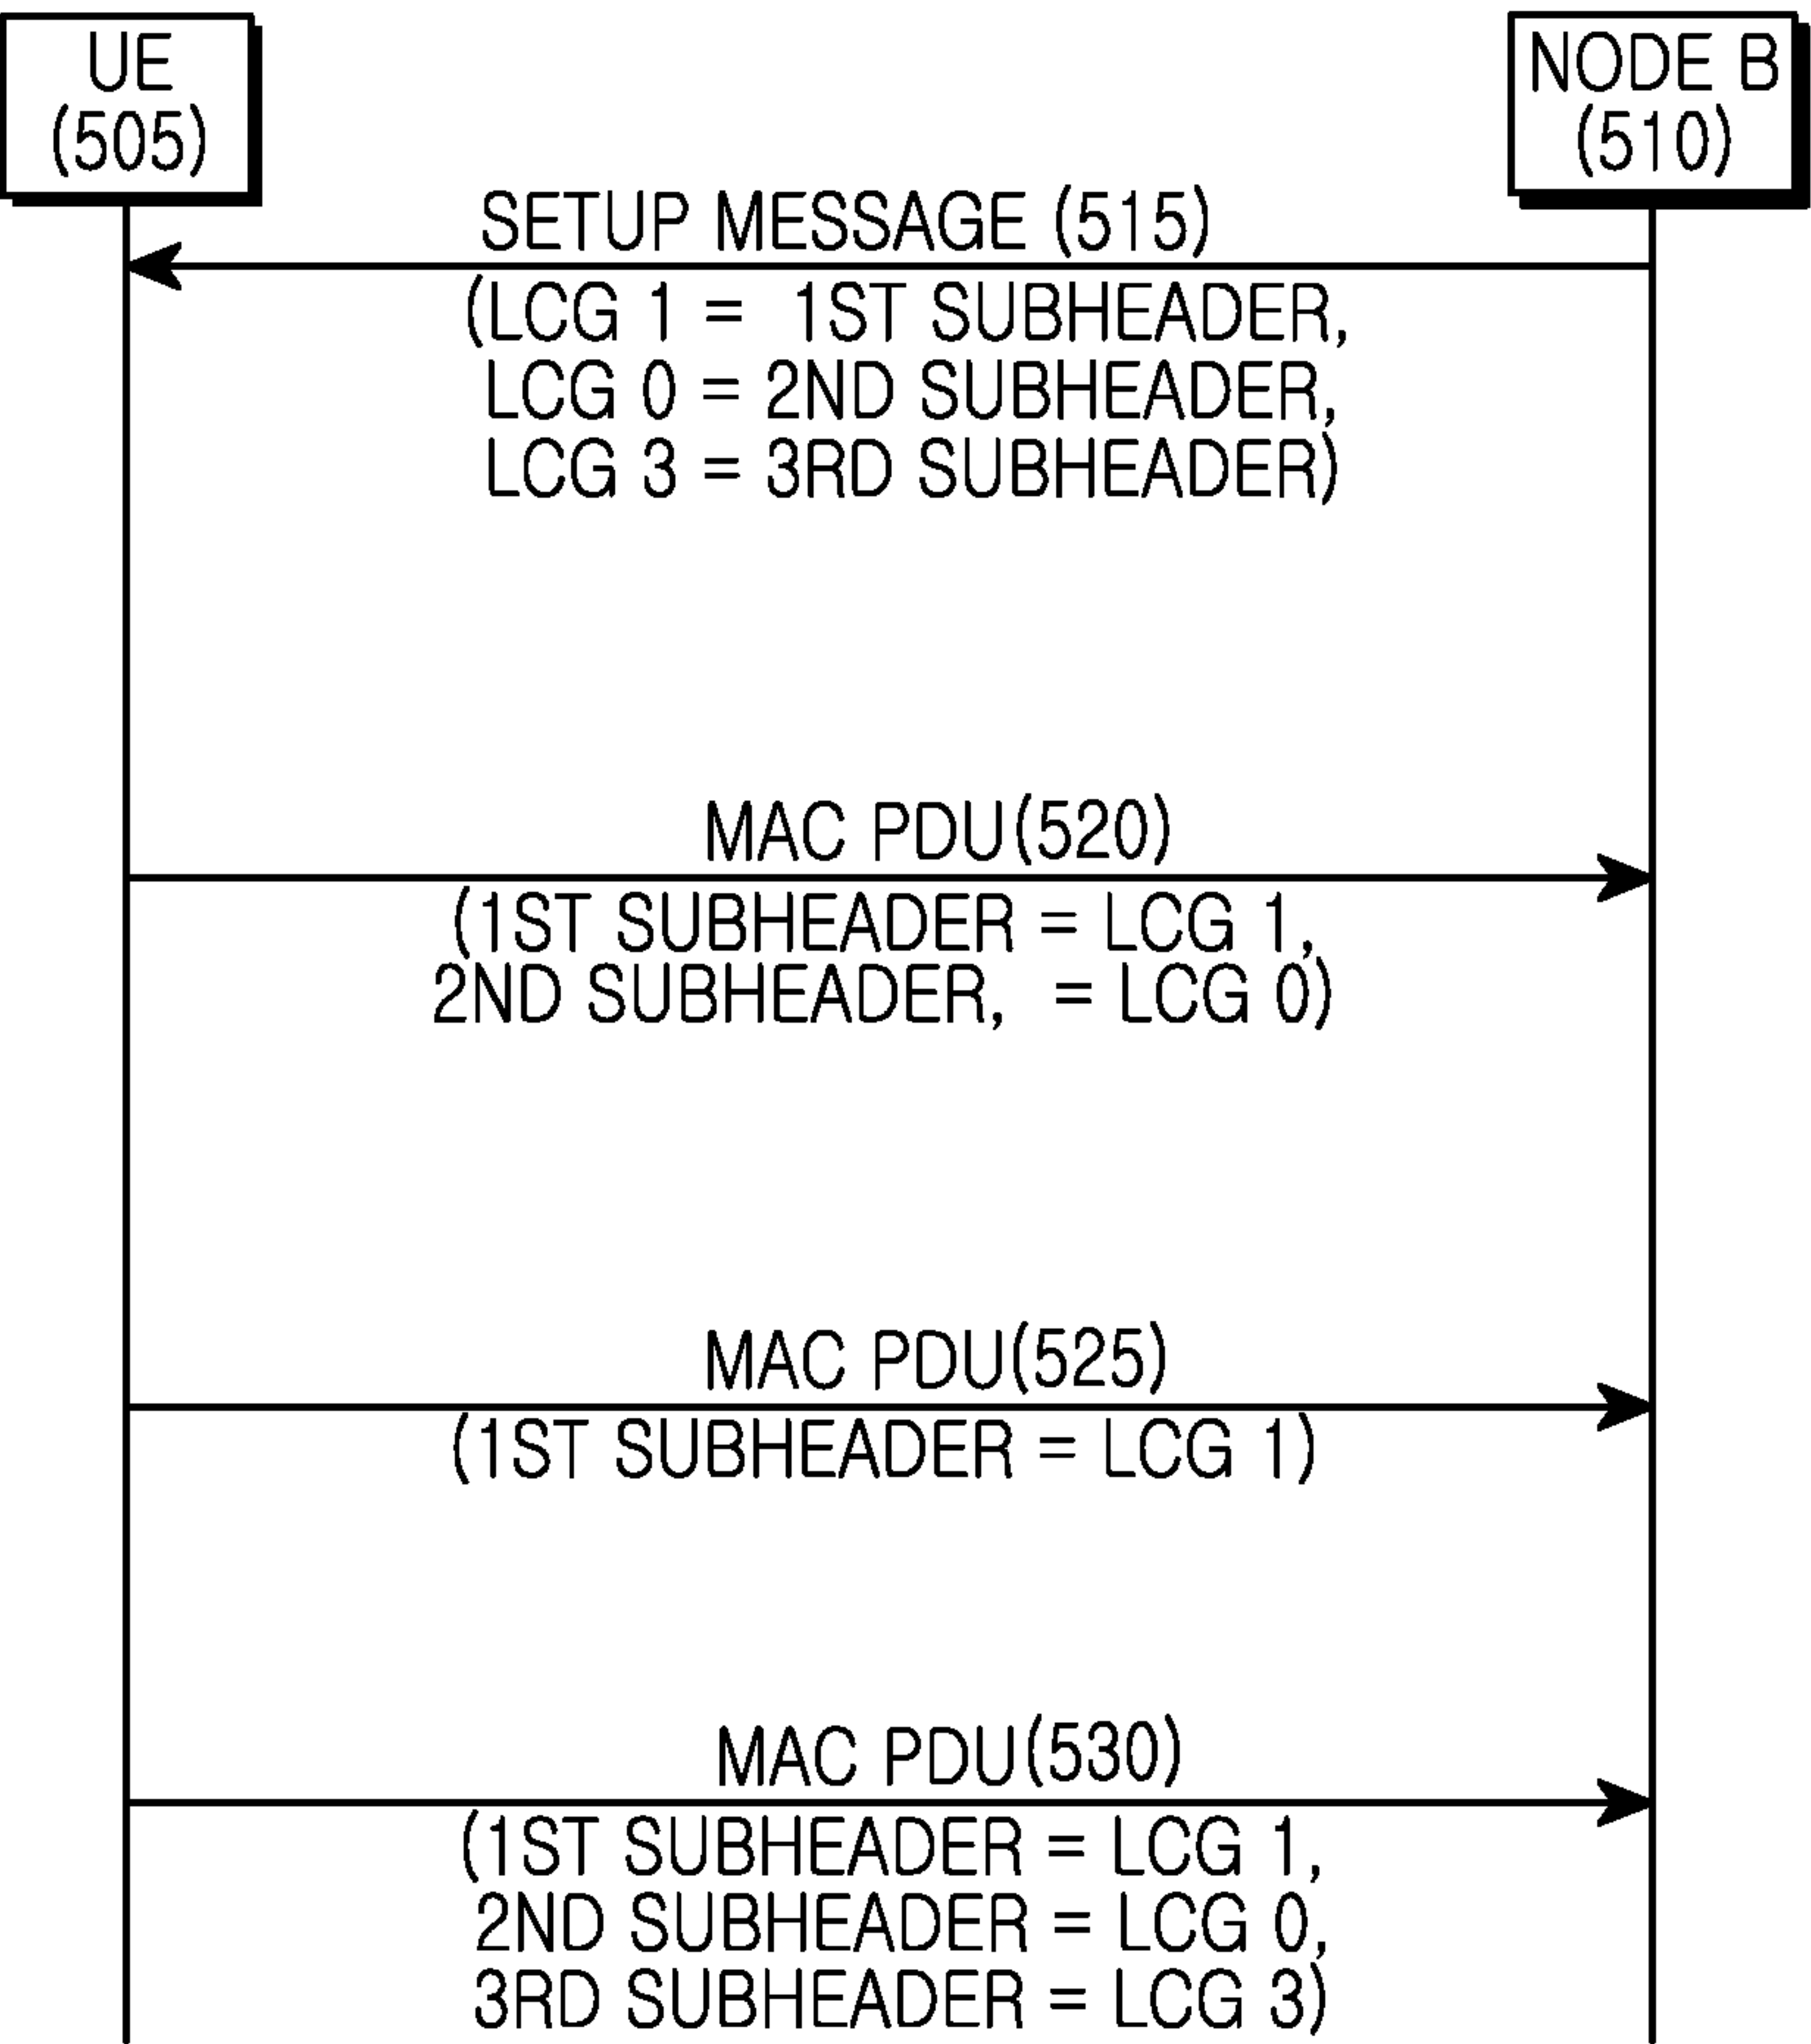 UE
(505)
NODE B
(510)
SETUP MESSAGE (515)
(LCG 1 = 1ST SUBHEADER,
LCG 0 = 2ND SUBHEADER,
LCG 3 = 3RD SUBHEADER)
MAC PDU(520)
(1ST SUBHEADER = LCG 1,
2ND SUBHEADER, = LCG 0)
MAC PDU(525)
(1ST SUBHEADER = LCG 1)
MAC PDU(530)
(1ST SUBHEADER = LCG 1,
2ND SUBHEADER = LCG 0,
3RD SUBHEADER = LCG 3)